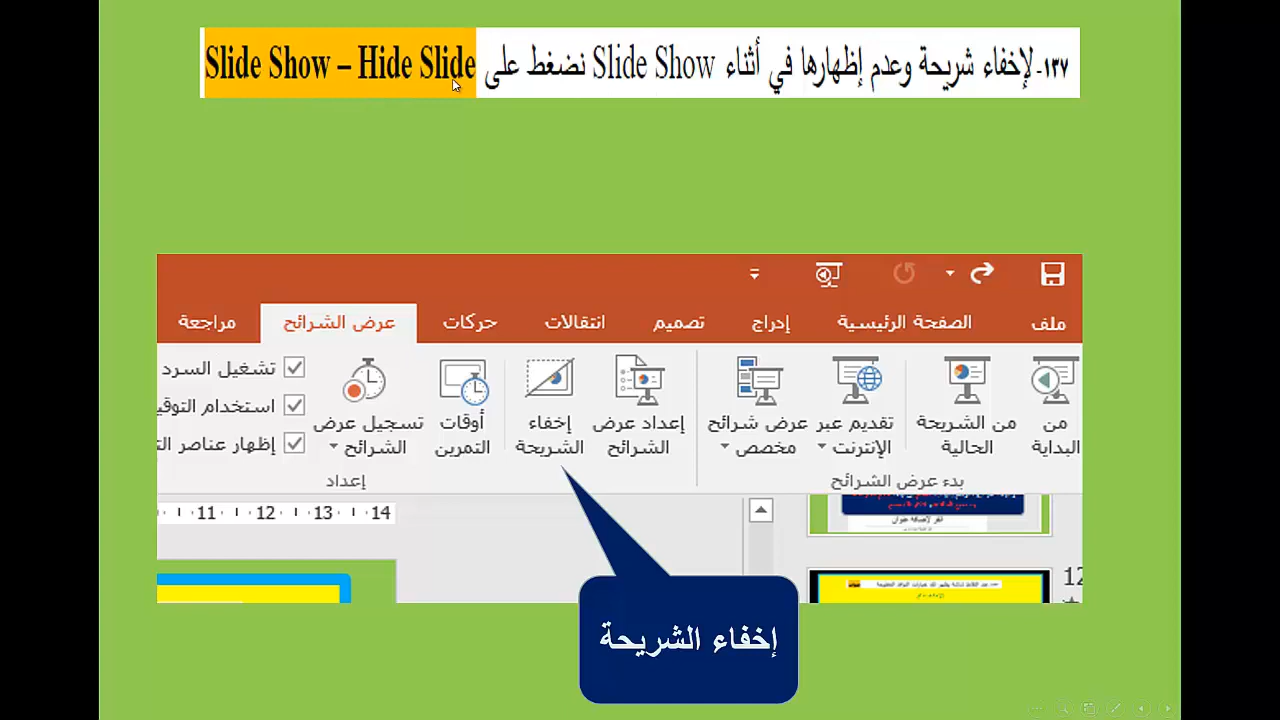 ١٣٧- لإخفاء شريحة وعدم إظهارها في أثناء Slide Show نضغط على Slide Show – Hide Slide
ملف الصفحة الرئيسية إدراج تصميم انتقالات حركات عرض الشرائح مراجعة
من البداية
من الشريحة الحالية
تقديم عبر الإنترنت
عرض شرائح مخصص
إعداد عرض الشرائح
إخفاء الشريحة
أوقات التمرين
تسجيل عرض الشرائح
تشغيل السرد
استخدام
إظهار عناصر
بدء عرض الشرائح
إعداد
14 13 12 11
12
إخفاء الشريحة